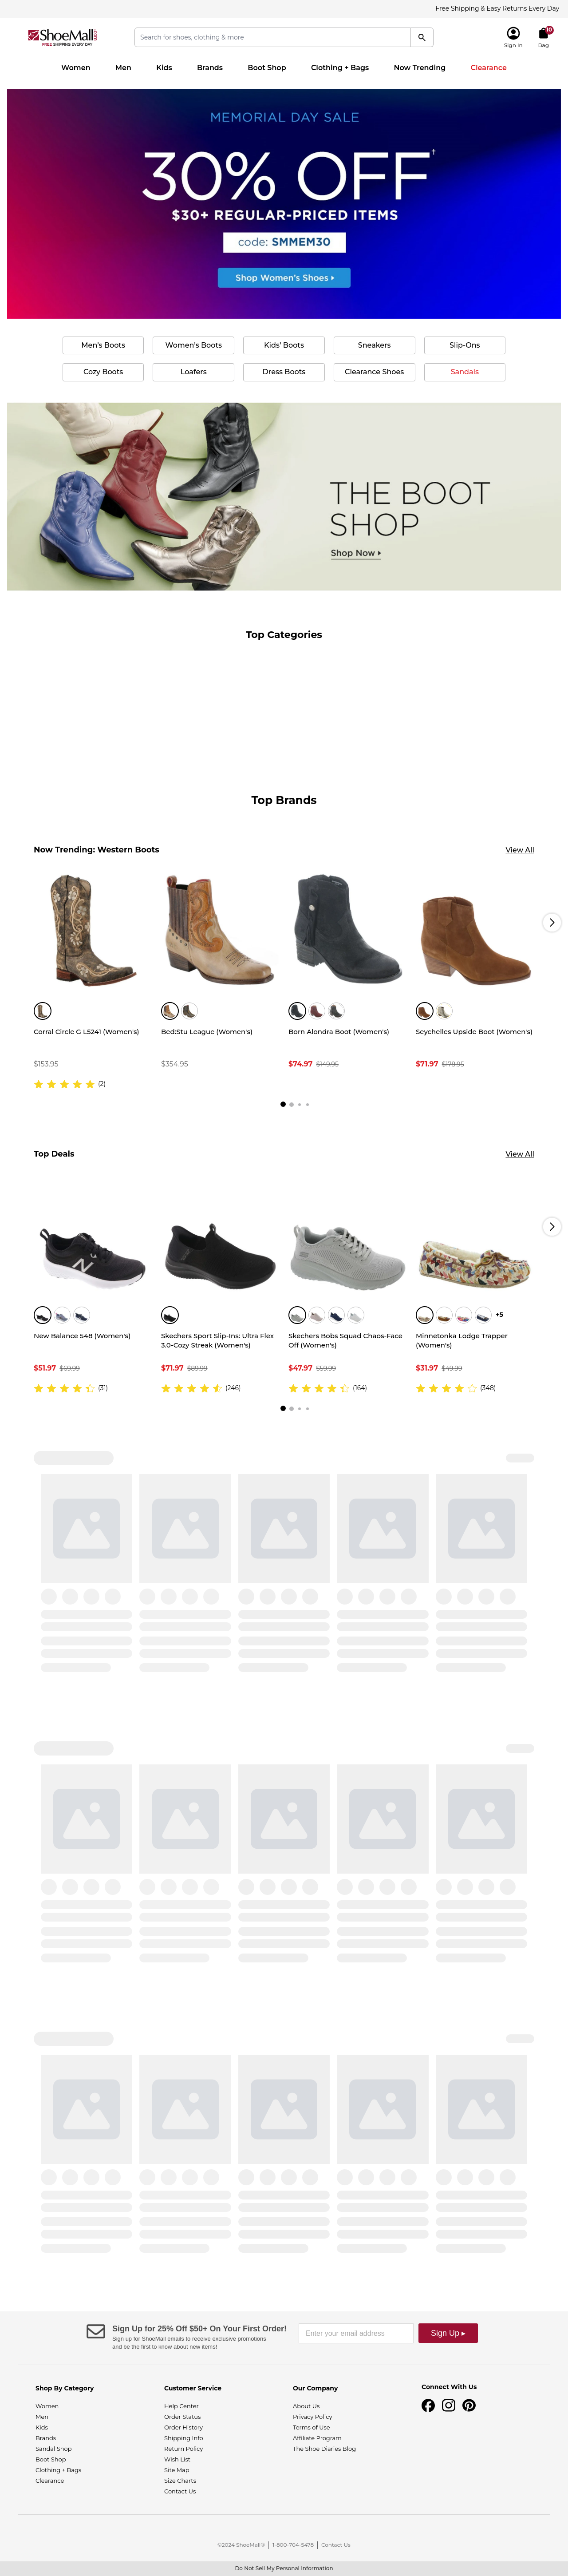 Free Shipping & Easy Returns Every Day
ShoeMall
FREE SHIPPING EVERY DAY
Search for shoes, clothing & more
10
Sign In
Bag
Women
Men
Kids
Brands
Boot Shop
Clothing + Bags
Now Trending
Clearance
MEMORIAL DAY SALE
30% OFF†
$30+ REGULAR-PRICED ITEMS
code: SMMEM30
Shop Women's Shoes
Men's Boots
Women's Boots
Kids' Boots
Sneakers
Slip-Ons
Cozy Boots
Loafers
Dress Boots
Clearance Shoes
Sandals
THE BOOT
SHOP
Shop Now
Top Categories
Top Brands
Now Trending: Western Boots
View All
Corral Circle G L5241 (Women's)
Bed:Stu League (Women's)
Born Alondra Boot (Women's)
Seychelles Upside Boot (Women's)
$153.95
$354.95
$74.97 $149.95
$71.97 $178.95
(2)
Top Deals
View All
+5
New Balance 548 (Women's)
Skechers Sport Slip-Ins: Ultra Flex
3.0-Cozy Streak (Women's)
Skechers Bobs Squad Chaos-Face
Off (Women's)
Minnetonka Lodge Trapper
(Women's)
$51.97 $69.99
$71.97 $89.99
$47.97 $59.99
$31.97 $49.99
(31)
(246)
(164)
(348)
Sign Up for 25% Off $50+ On Your First Order!
Sign up for ShoeMall emails to receive exclusive promotions
and be the first to know about new items!
Enter your email address
Sign Up ▸
Shop By Category
Women
Men
Kids
Brands
Sandal Shop
Boot Shop
Clothing + Bags
Clearance
Customer Service
Help Center
Order Status
Order History
Shipping Info
Return Policy
Wish List
Site Map
Size Charts
Contact Us
Our Company
About Us
Privacy Policy
Terms of Use
Affiliate Program
The Shoe Diaries Blog
Connect With Us
©2024 ShoeMall®
1-800-704-5478
Contact Us
Do Not Sell My Personal Information